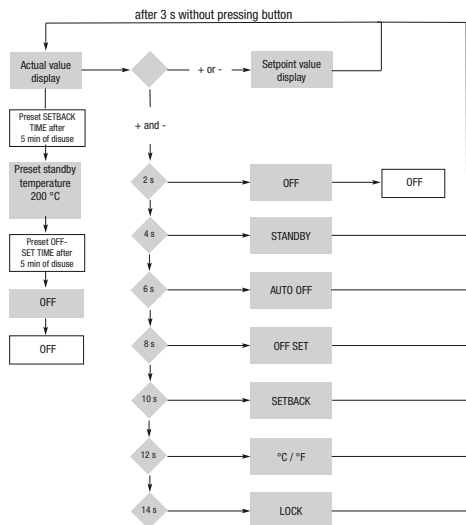 after 3 s without pressing button
Actual value
display
+ or -
Setpoint value
display
Preset SETBACK
TIME after
5 min of disuse
+ and -
Preset standby
temperature
200 °C
2 s
OFF
OFF
Preset OFF-
SET TIME after
5 min of disuse
4 s
STANDBY
OFF
6 s
AUTO OFF
OFF
8 s
OFF SET
10 s
SETBACK
12 s
°C / °F
14 s
LOCK